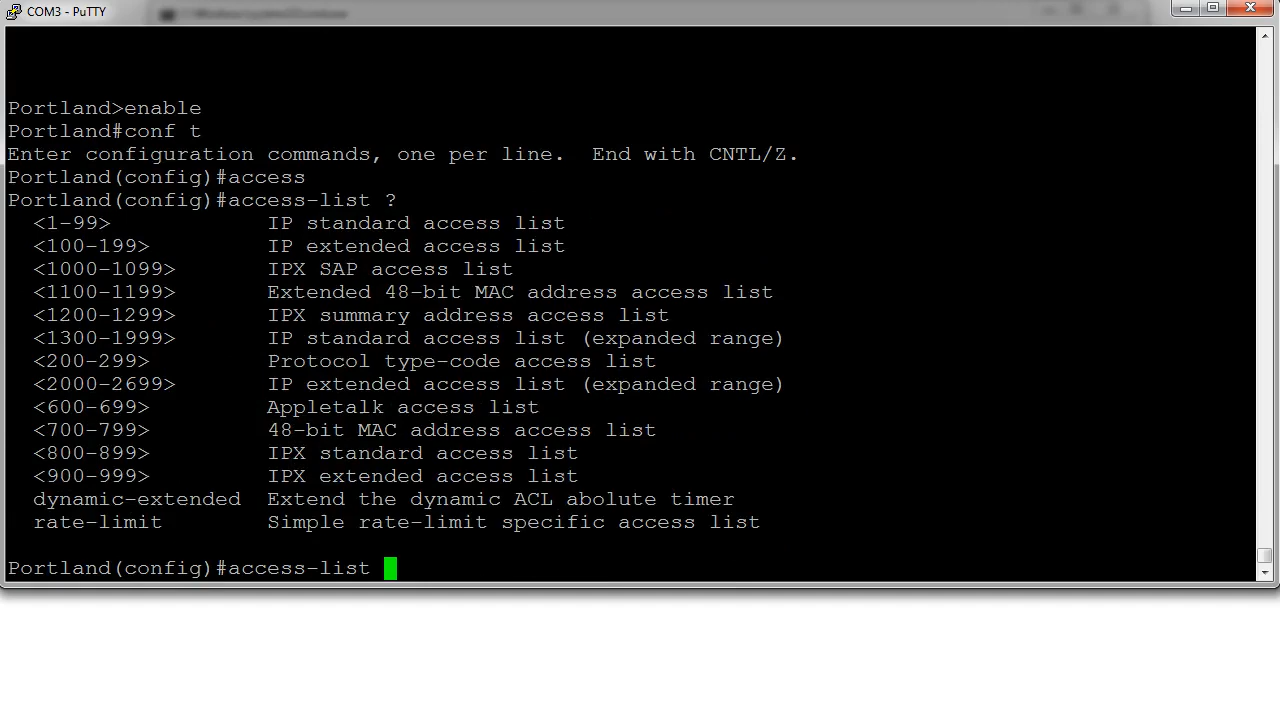 COM3 - PuTTY
Portland>enable
Portland#conf t
Enter configuration commands, one per line.  End with CNTL/Z.
Portland(config)#access
Portland(config)#access-list ?
  <1-99>            IP standard access list
  <100-199>         IP extended access list
  <1000-1099>       IPX SAP access list
  <1100-1199>       Extended 48-bit MAC address access list
  <1200-1299>       IPX summary address access list
  <1300-1999>       IP standard access list (expanded range)
  <200-299>         Protocol type-code access list
  <2000-2699>       IP extended access list (expanded range)
  <600-699>         Appletalk access list
  <700-799>         48-bit MAC address access list
  <800-899>         IPX standard access list
  <900-999>         IPX extended access list
  dynamic-extended  Extend the dynamic ACL abolute timer
  rate-limit        Simple rate-limit specific access list
Portland(config)#access-list